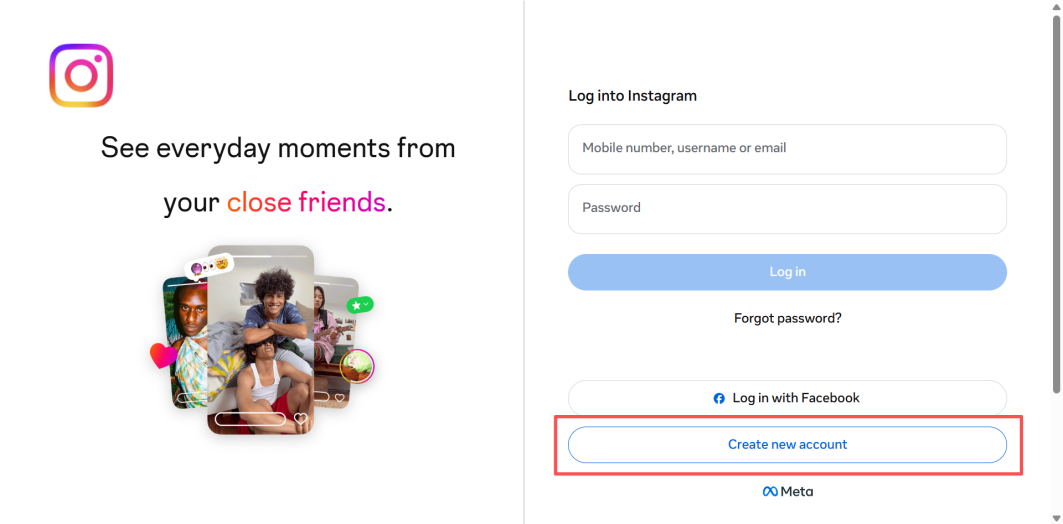 See everyday moments from
your close friends.
Log into Instagram
Mobile number, username or email
Password
Log in
Forgot password?
Log in with Facebook
Create new account
Meta